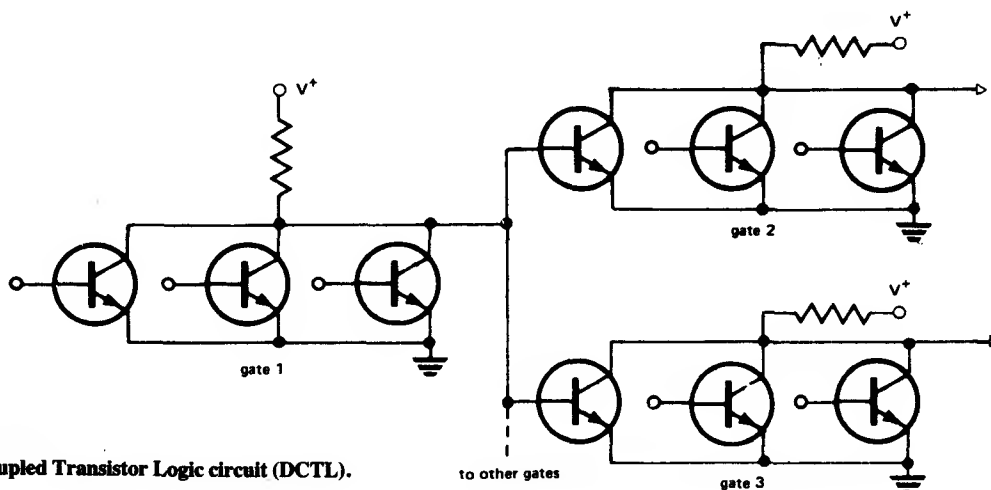 V+
V+
gate 2
gate 1
V+
upled Transistor Logic circuit (DCTL).
to other gates
gate 3